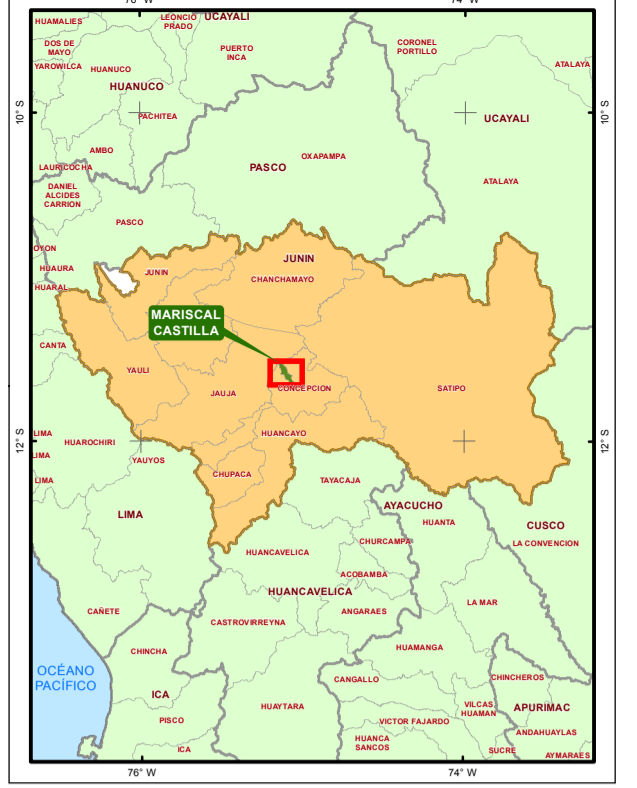 76° W
74° W
HUAMALIES
LEONCIO
PRADO
UCAYALI
DOS DE
MAYO
PUERTO
INCA
CORONEL
PORTILLO
YAROWILCA
HUANUCO
ATALAYA
HUANUCO
10° S
PACHITEA
UCAYALI
10° S
AMBO
LAURICOCHA
PASCO
OXAPAMPA
ATALAYA
DANIEL
ALCIDES
CARRION
PASCO
OYON
JUNIN
HUAURA
JUNIN
CHANCHAMAYO
HUARAL
MARISCAL
CASTILLA
CANTA
YAULI
JAUJA
CONCEPCION
SATIPO
LIMA
HUAROCHIRI
HUANCAYO
12° S
LIMA
YAUYOS
LIMA
CHUPACA
TAYACAJA
LIMA
AYACUCHO
HUANTA
CUSCO
LA CONVENCION
CHURCAMPA
HUANCAVELICA
ACOBAMBA
HUANCAVELICA
LA MAR
CAÑETE
CASTROVIRREYNA
ANGARAES
CHINCHA
HUAMANGA
OCÉANO
PACÍFICO
CANGALLO
CHINCHEROS
ICA
HUAYTARA
VILCAS
HUAMAN
APURIMAC
PISCO
VICTOR FAJARDO
ANDAHUAYLAS
ICA
HUANCA
SANCOS
SUCRE
AYMARAES
76° W
74° W